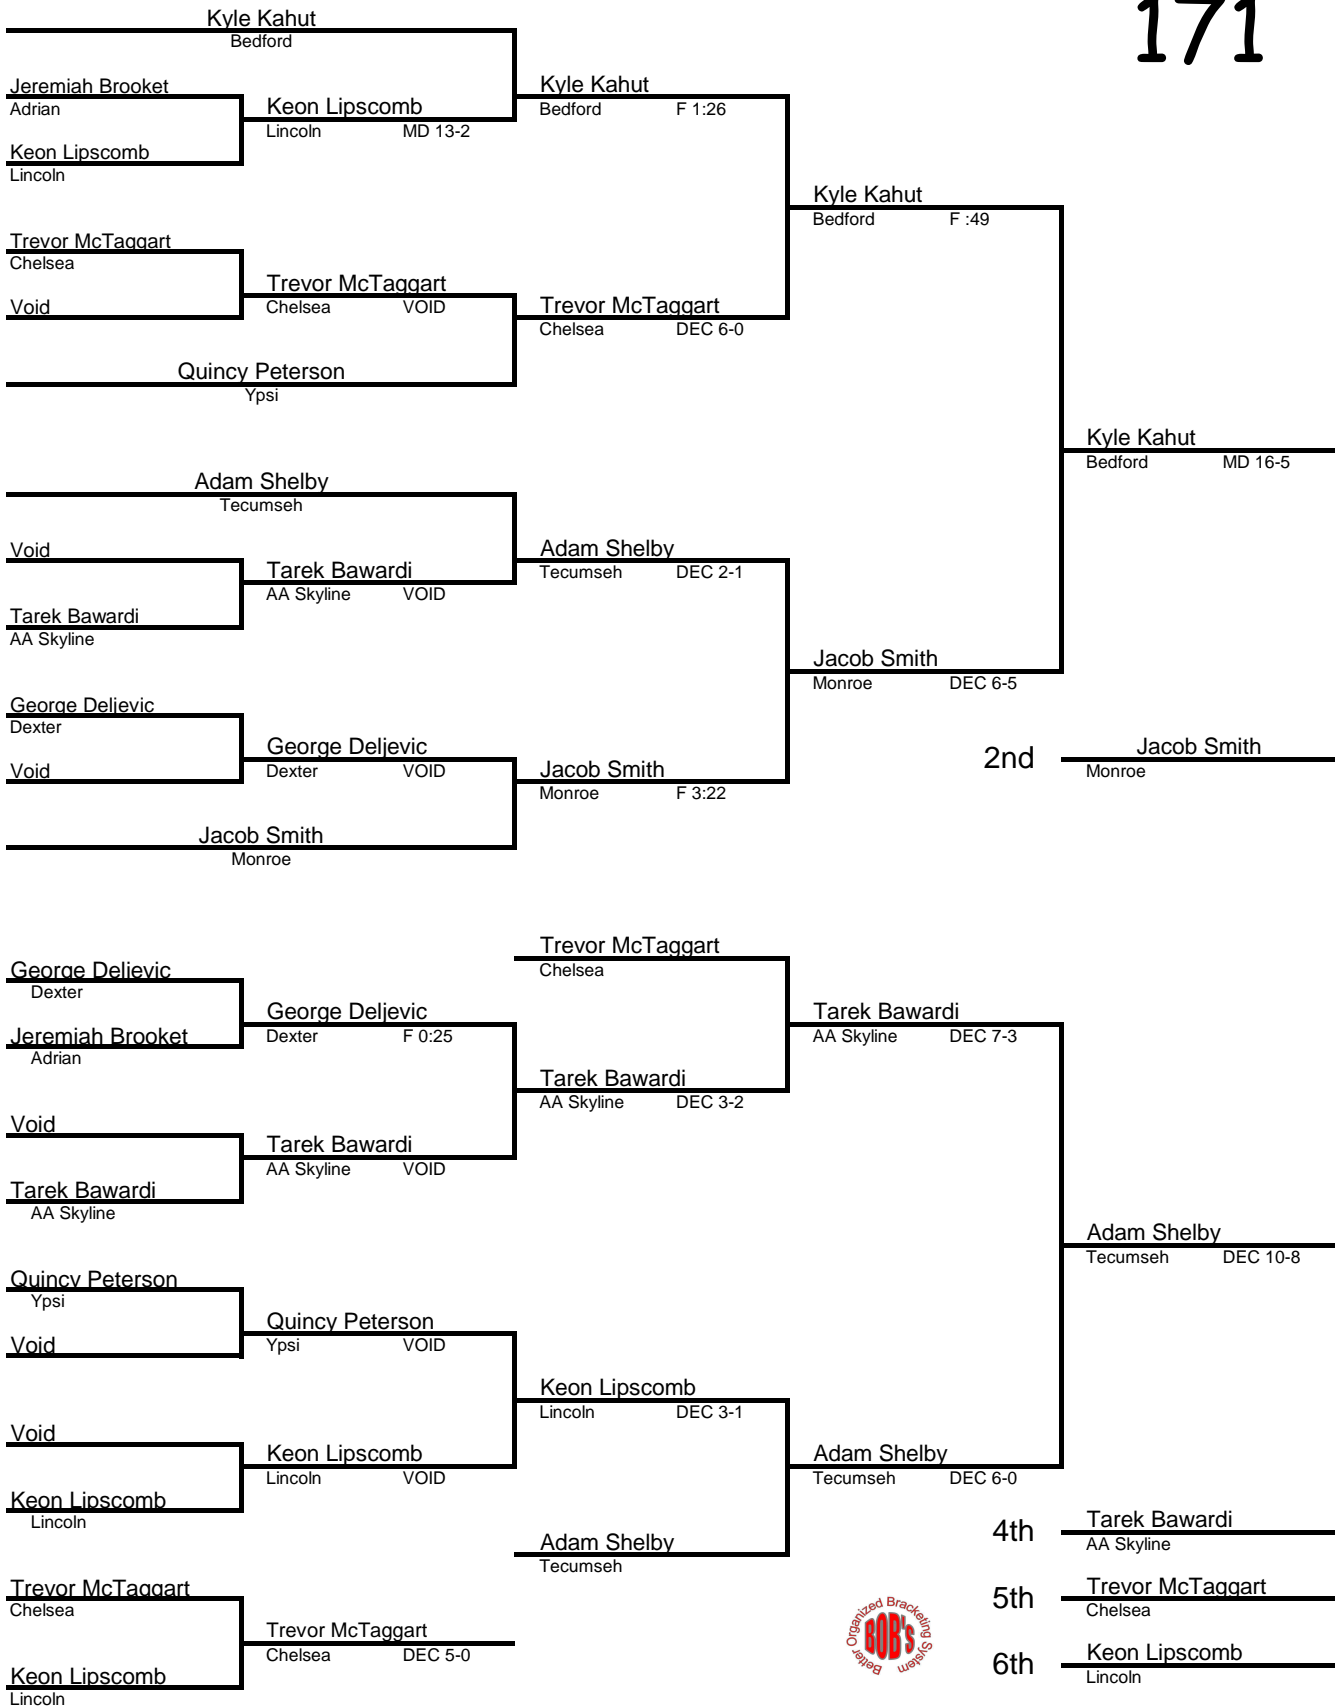 171
Kyle Kahut
Bedford
Jeremiah Brooket
Adrian
Keon Lipscomb
Lincoln
Keon Lipscomb
Lincoln MD 13-2
Kyle Kahut
Bedford F 1:26
Trevor McTaggart
Chelsea
Void
Trevor McTaggart
Chelsea VOID
Quincy Peterson
Ypsi
Trevor McTaggart
Chelsea DEC 6-0
Kyle Kahut
Bedford F :49
Adam Shelby
Tecumseh
Void
Tarek Bawardi
AA Skyline
Tarek Bawardi
AA Skyline VOID
Adam Shelby
Tecumseh DEC 2-1
George Deljevic
Dexter
Void
George Deljevic
Dexter VOID
Jacob Smith
Monroe
Jacob Smith
Monroe F 3:22
Jacob Smith
Monroe DEC 6-5
Kyle Kahut
Bedford MD 16-5
2nd Jacob Smith
Monroe
George Deljevic
Dexter
Jeremiah Brooket
Adrian
George Deljevic
Dexter F 0:25
Void
Tarek Bawardi
AA Skyline
Tarek Bawardi
AA Skyline VOID
Trevor McTaggart
Chelsea
Tarek Bawardi
AA Skyline DEC 3-2
Tarek Bawardi
AA Skyline DEC 7-3
Quincy Peterson
Ypsi
Void
Quincy Peterson
Ypsi VOID
Void
Keon Lipscomb
Lincoln
Keon Lipscomb
Lincoln VOID
Keon Lipscomb
Lincoln DEC 3-1
Adam Shelby
Tecumseh
Adam Shelby
Tecumseh DEC 6-0
Adam Shelby
Tecumseh DEC 10-8
Trevor McTaggart
Chelsea
Keon Lipscomb
Lincoln
Trevor McTaggart
Chelsea DEC 5-0
Better Organized Bracketing System
BOB'S
4th Tarek Bawardi
AA Skyline
5th Trevor McTaggart
Chelsea
6th Keon Lipscomb
Lincoln